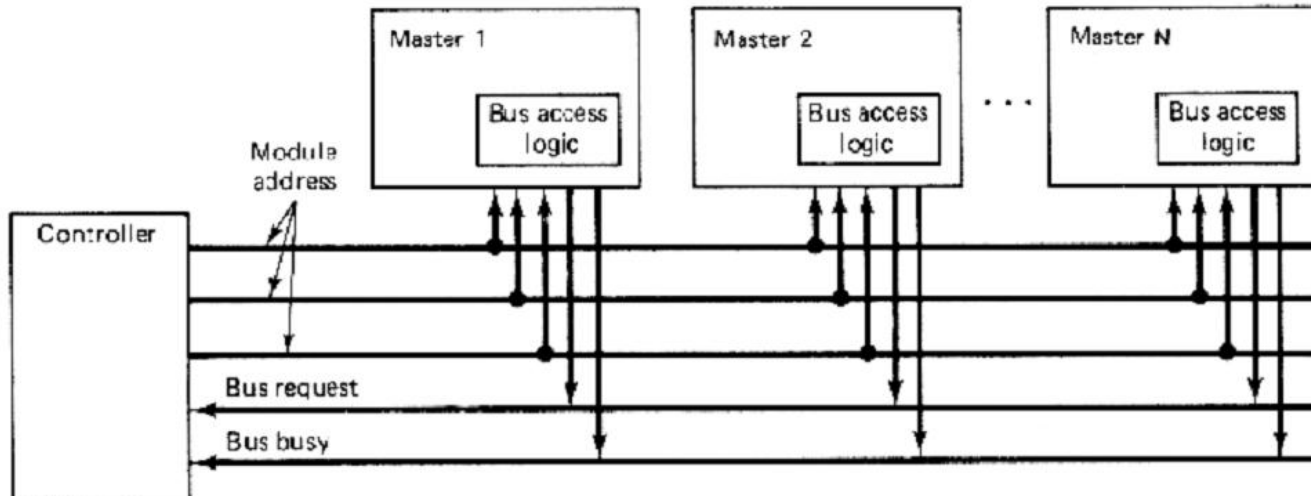 Master 1
Bus access
logic
Master 2
Bus access
logic
...
Master N
Bus access
logic
Module
address
Controller
Bus request
Bus busy